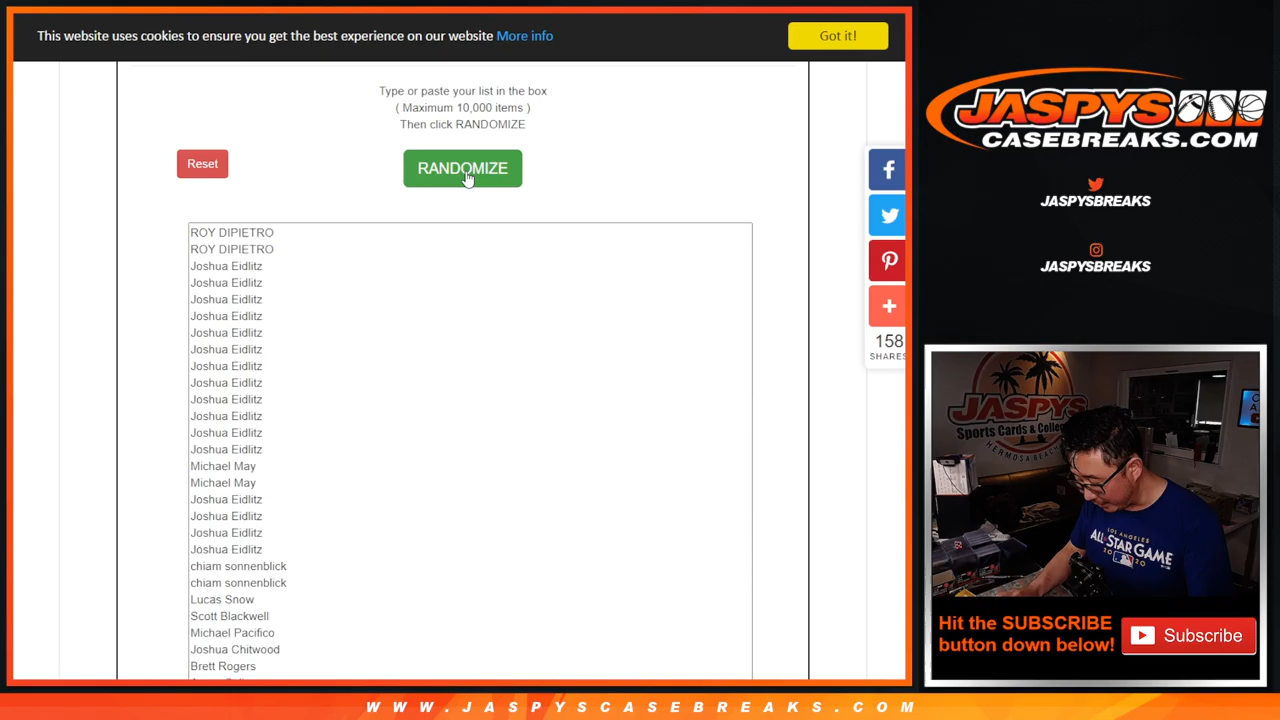 This website uses cookies to ensure you get the best experience on our website More info
Got it!
Type or paste your list in the box
( Maximum 10,000 items )
Then click RANDOMIZE
Reset
RANDOMIZE
ROY DIPIETRO
ROY DIPIETRO
Joshua Eidlitz
Joshua Eidlitz
Joshua Eidlitz
Joshua Eidlitz
Joshua Eidlitz
Joshua Eidlitz
Joshua Eidlitz
Joshua Eidlitz
Joshua Eidlitz
Joshua Eidlitz
Joshua Eidlitz
Joshua Eidlitz
Michael May
Michael May
Joshua Eidlitz
Joshua Eidlitz
Joshua Eidlitz
Joshua Eidlitz
chiam sonnenblick
chiam sonnenblick
Lucas Snow
Scott Blackwell
Michael Pacifico
Joshua Chitwood
Brett Rogers
158
SHARES
JASPYS
CASEBREAKS.COM
JASPYSBREAKS
JASPYSBREAKS
JASPYS
Sports Cards & Collec
HERMOSA BEACH
LOS ANGELES
ALL-STAR GAME
2020
Hit the SUBSCRIBE
button down below!
Subscribe
WWW.JASPYSCASEBREAKS.COM